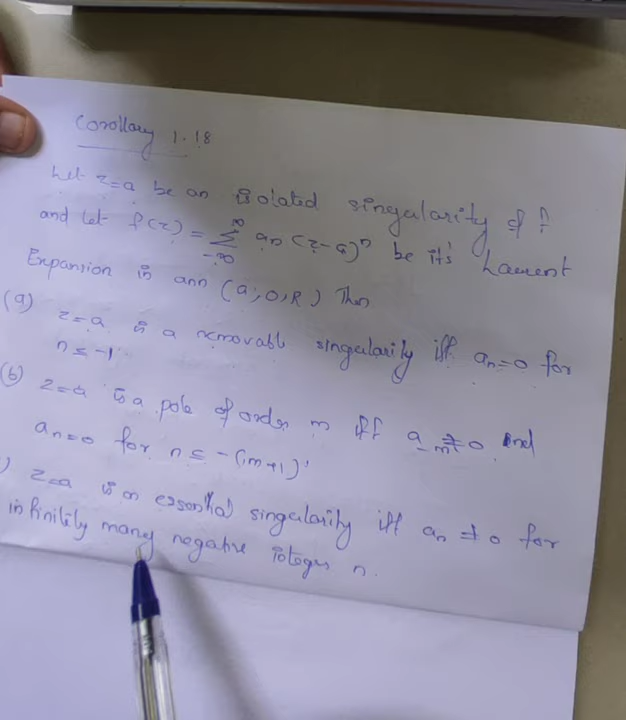 Corollary 1.18
Let z=a be an isolated singularity of f
and let f(z) = ∞∑-∞ an (z-a)^n be it's Laurent
Expansion in ann (a; 0, R) Then
(a) z=a is a removable singularity iff an=0 for
n ≤ -1
(b) z=a is a pole of order m iff a_-m ≠ 0 and
an=0 for n ≤ -(m+1)
) z=a is an essential singularity iff an ≠ 0 for
infinitely many negative integer n.